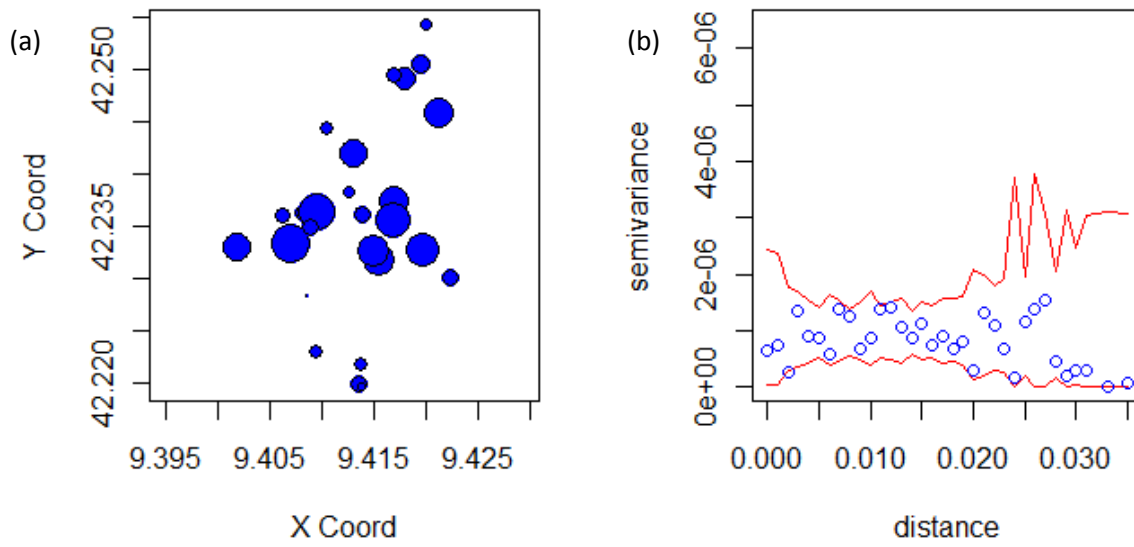 (a)
Y Coord
42.250
42.235
42.220
9.395 9.405 9.415 9.425
X Coord
(b)
semivariance
6e-06
4e-06
2e-06
0e+00
0.000 0.010 0.020 0.030
distance